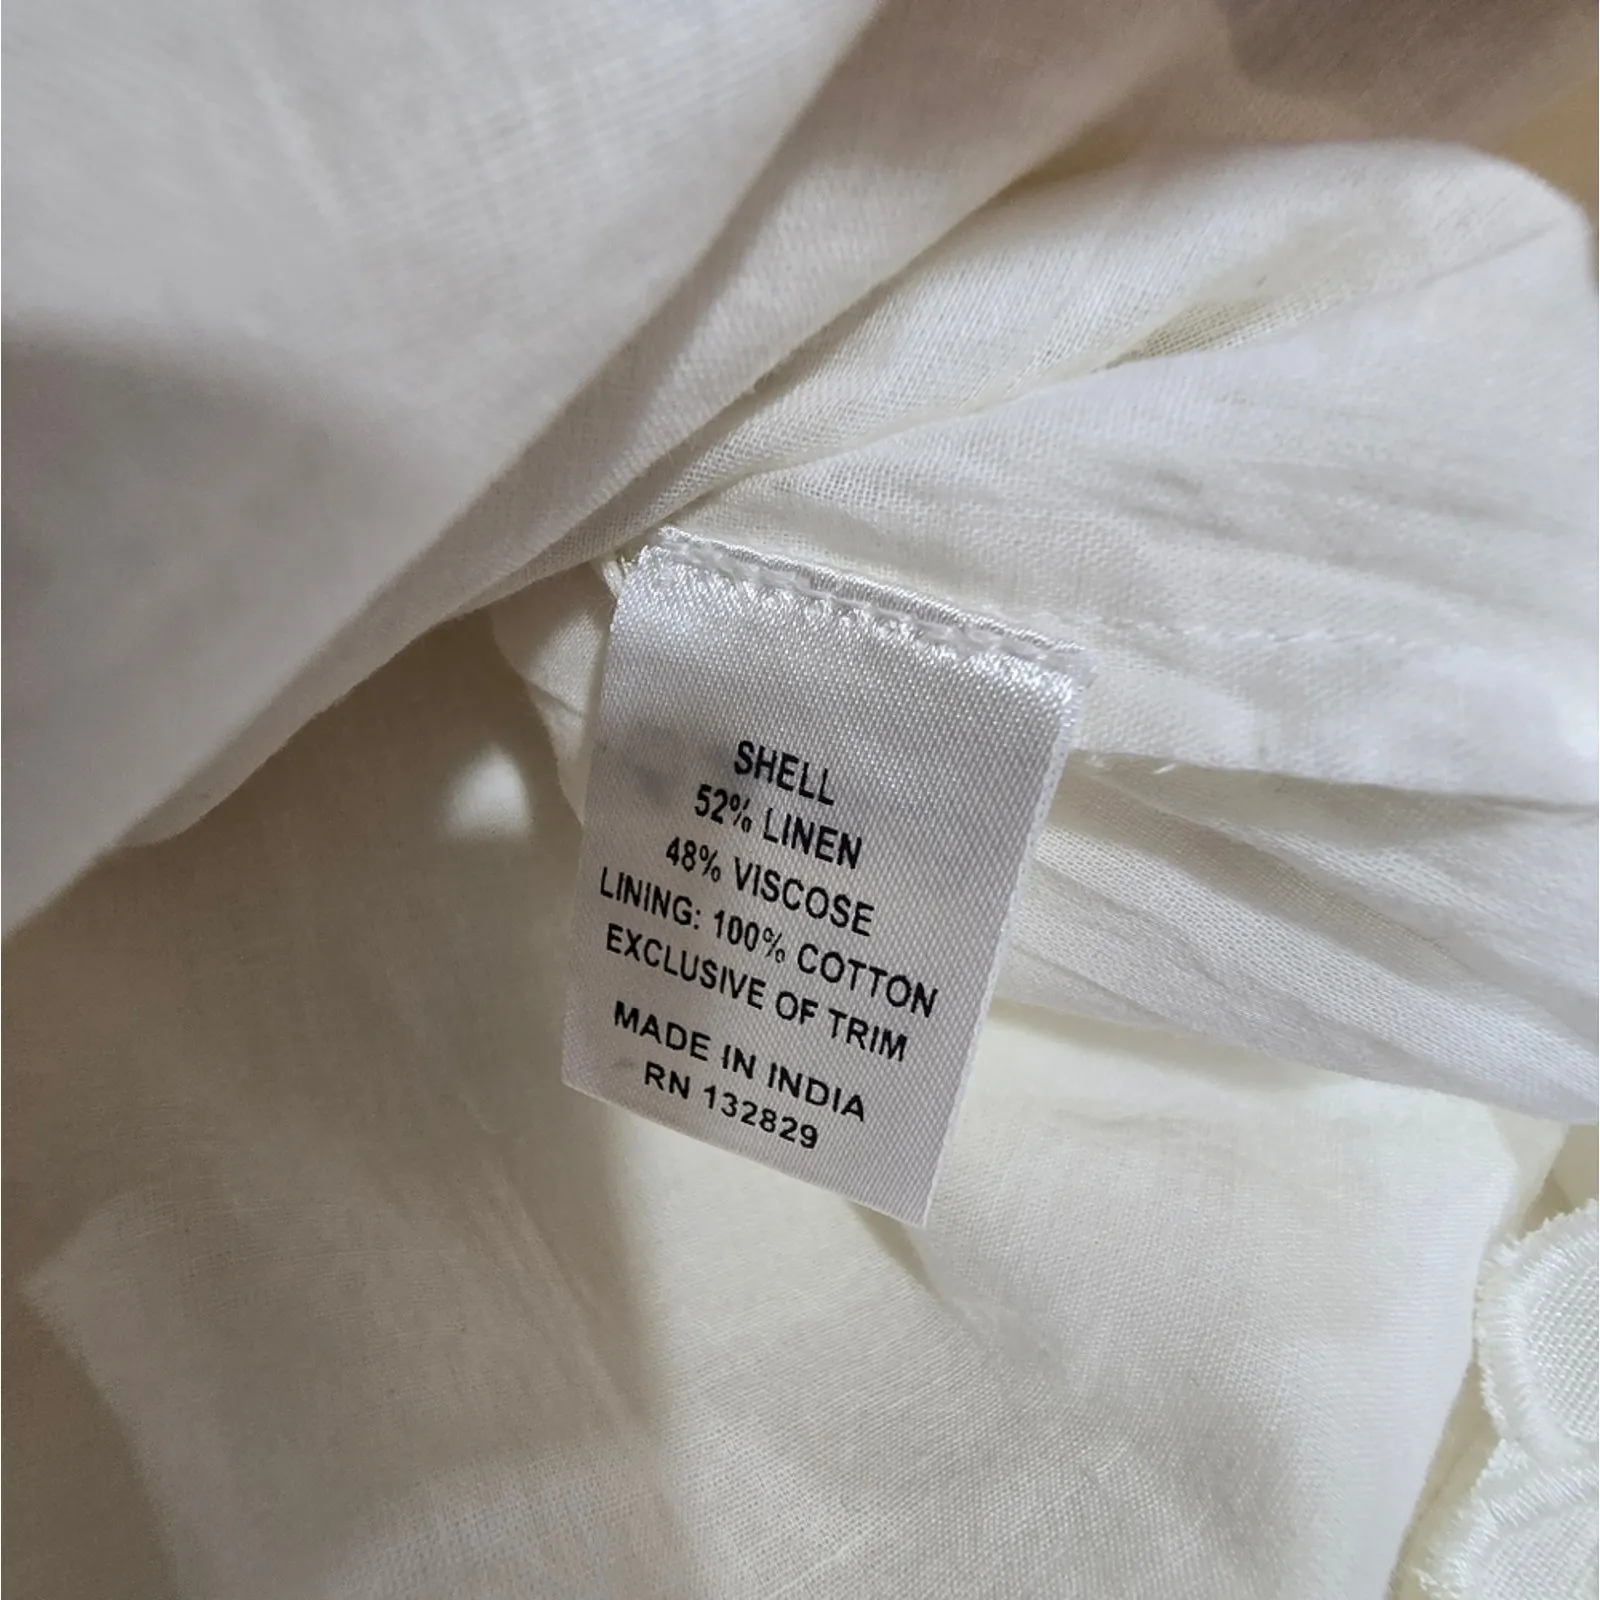 SHELL
52% LINEN
48% VISCOSE
LINING: 100% COTTON
EXCLUSIVE OF TRIM
MADE IN INDIA
RN 132829